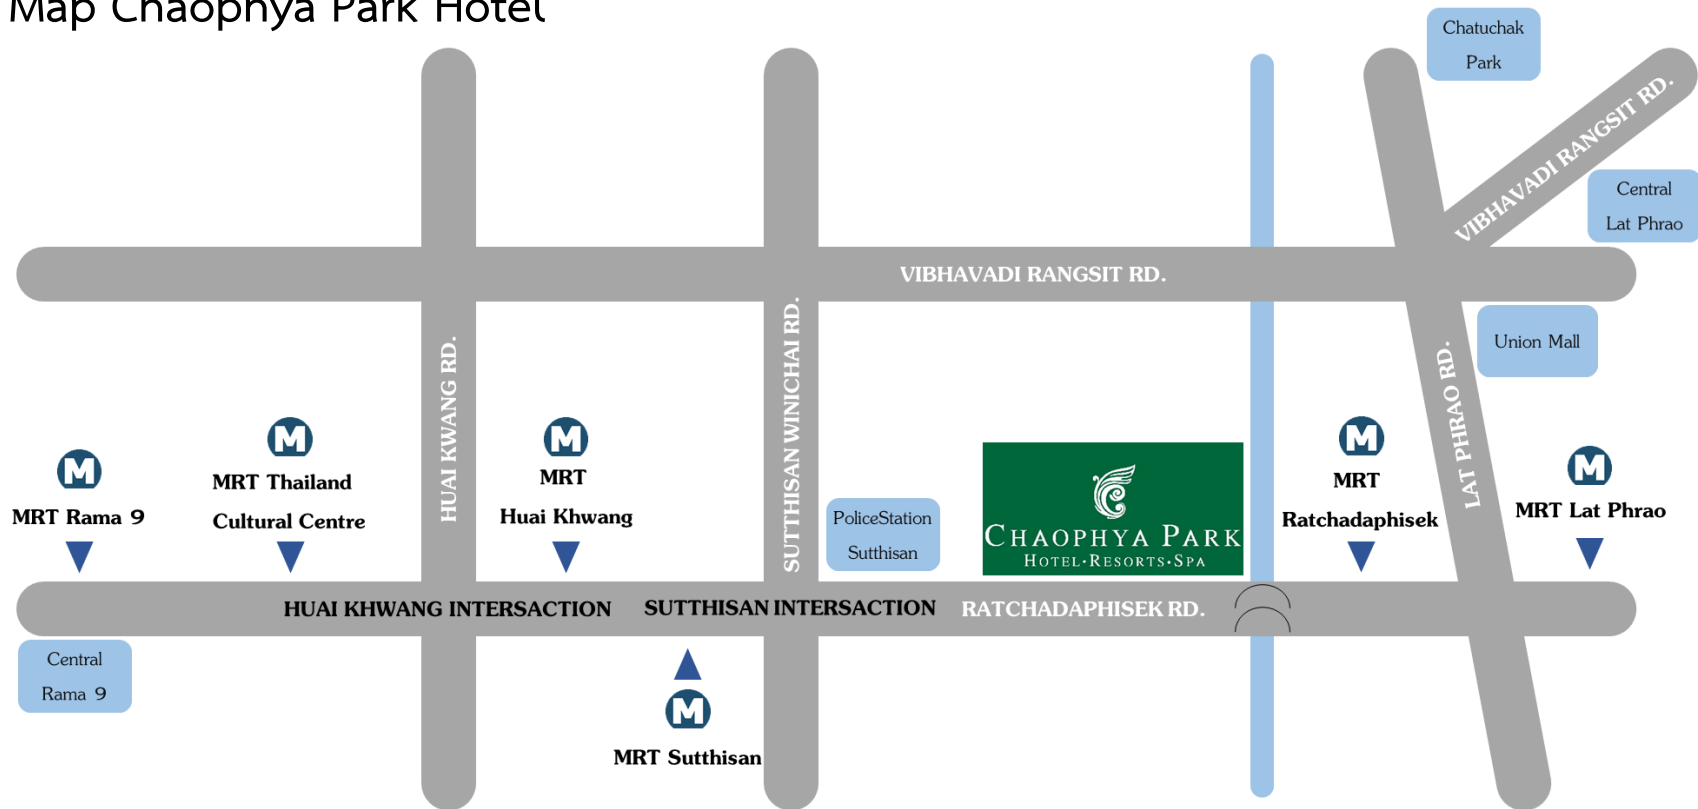 Map Chaophya Park Hotel
Chatuchak
Park
VIBHAVADI RANGSIT RD.
Central
Lat Phrao
VIBHAVADI RANGSIT RD.
Union Mall
HUAI KWANG RD.
SUTTHISAN WINICHAI RD.
LAT PHRAO RD.
M
MRT Rama 9
M
MRT Thailand
Cultural Centre
M
MRT
Huai Khwang
PoliceStation
Sutthisan
CHAOPHYA PARK
HOTEL·RESORTS·SPA
M
MRT
Ratchadaphisek
M
MRT Lat Phrao
HUAI KHWANG INTERSACTION
SUTTHISAN INTERSACTION
RATCHADAPHISEK RD.
Central
Rama 9
M
MRT Sutthisan